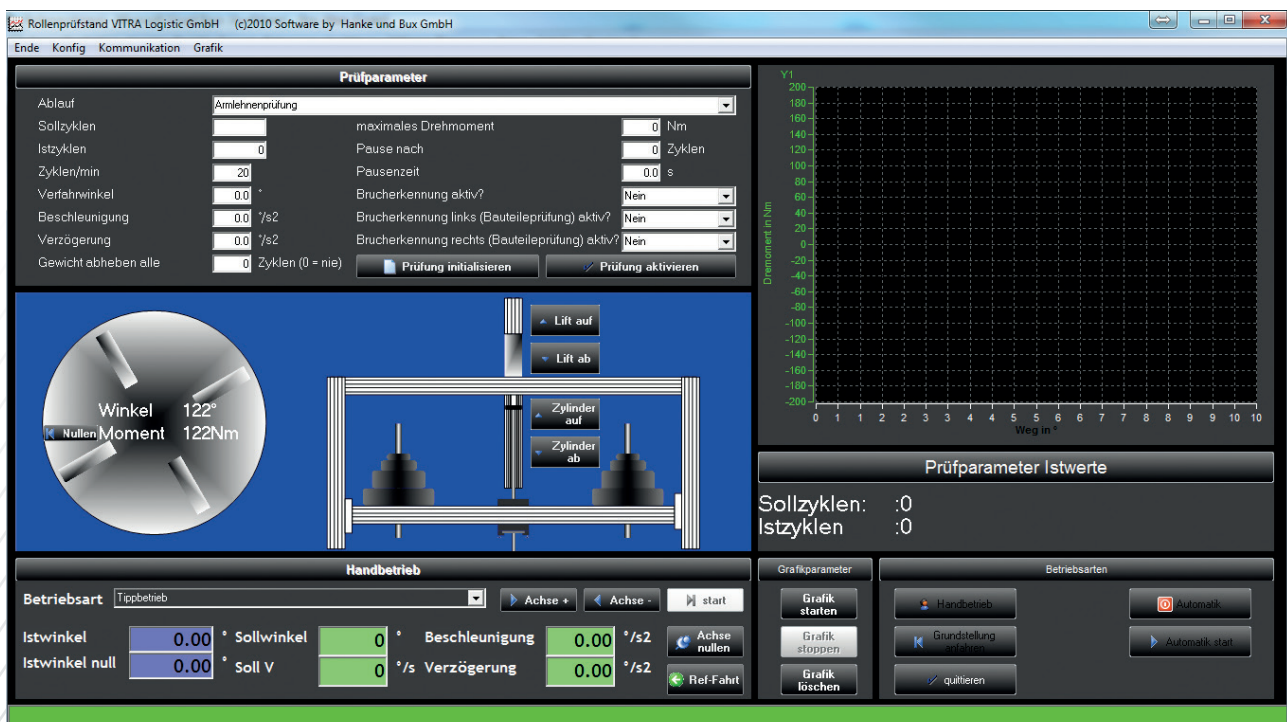 Rollenprüfstand VITRA Logistic GmbH (c)2010 Software by Hanke und Bux GmbH
Ende Konfig Kommunikation Grafik
Prüfparameter
Ablauf Armlehnenprüfung
Sollzyklen maximales Drehmoment 0 Nm
Istzyklen 0 Pause nach 0 Zyklen
Zyklen/min 20 Pausenzeit 0.0 s
Verfahrwinkel 0.0 ° Brucherkennung aktiv? Nein
Beschleunigung 0.0 °/s2 Brucherkennung links (Bauteileprüfung) aktiv? Nein
Verzögerung 0.0 °/s2 Brucherkennung rechts (Bauteileprüfung) aktiv? Nein
Gewicht abheben alle 0 Zyklen (0 = nie) Prüfung initialisieren Prüfung aktivieren
Lift auf
Lift ab
Zylinder
auf
Zylinder
ab
Winkel 122°
Nullen Moment 122Nm
Y1
200
180
160
140
120
100
80
60
40
20
0
-20
-40
-60
-80
-100
-120
-140
-160
-180
-200
Dremoment in Nm
0 1 1 2 2 3 3 4 4 5 5 6 6 7 7 8 8 9 9 10 10
Weg in °
Prüfparameter Istwerte
Sollzyklen: :0
Istzyklen :0
Handbetrieb
Betriebsart Tippbetrieb Achse + Achse - start
Istwinkel 0.00 ° Sollwinkel 0 ° Beschleunigung 0.00 °/s2 Achse
nullen
Istwinkel null 0.00 ° Soll V 0 °/s Verzögerung 0.00 °/s2 Ref-Fahrt
Grafikparameter
Grafik
starten
Grafik
stoppen
Grafik
löschen
Betriebsarten
Handbetrieb Automatik
Grundstellung
anfahren
Automatik start
quittieren